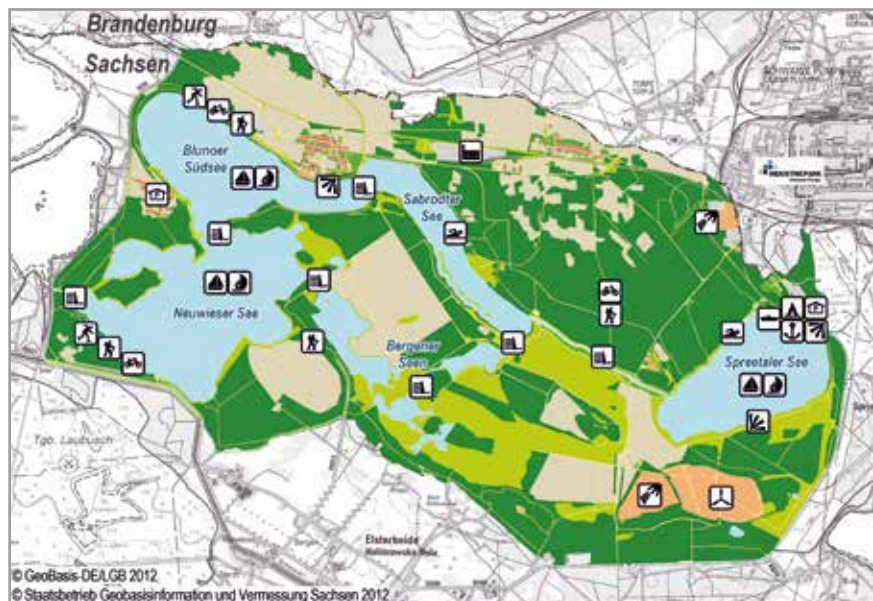 Brandenburg
Sachsen
Blunoer
Südsee
Sabrodter
See
INDUSTRIEPARK
Neuwieser See
Bergener
Seen
Spreetaler See
Tgb. Laubusch
Elsterheide
© GeoBasis-DE/LGB 2012
© Staatsbetrieb Geobasisinformation und Vermessung Sachsen 2012